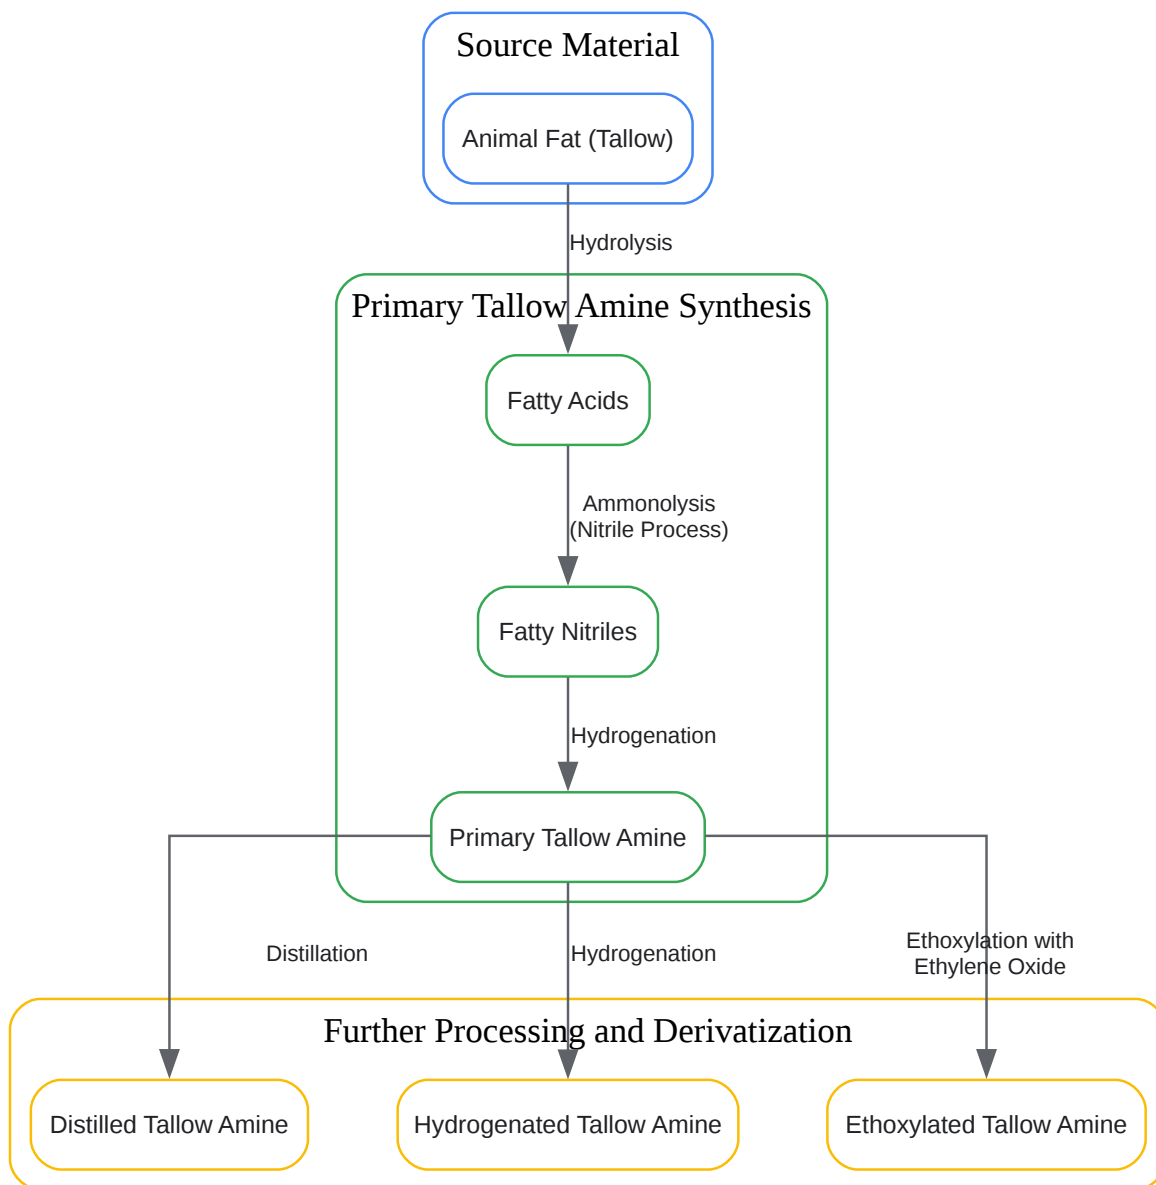 Source Material
Animal Fat (Tallow)
Hydrolysis
Primary Tallow Amine Synthesis
Fatty Acids
Ammonolysis
(Nitrile Process)
Fatty Nitriles
Hydrogenation
Primary Tallow Amine
Distillation
Hydrogenation
Ethoxylation with
Ethylene Oxide
Further Processing and Derivatization
Distilled Tallow Amine
Hydrogenated Tallow Amine
Ethoxylated Tallow Amine